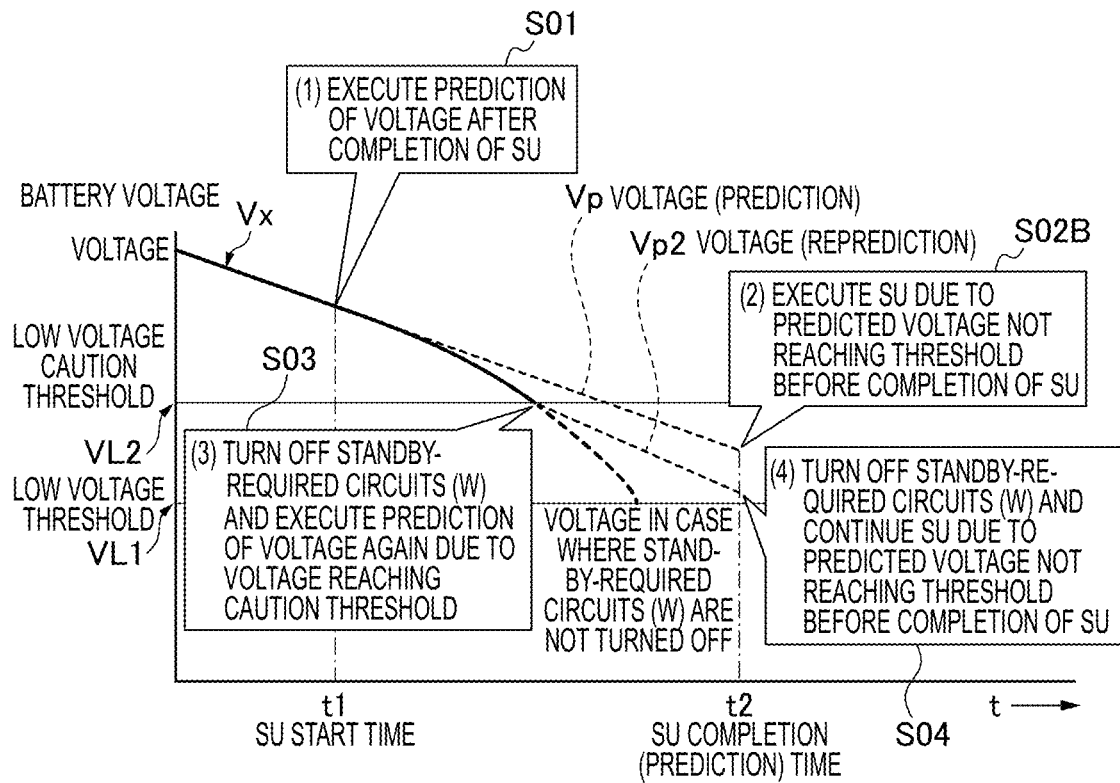 S01
(1) EXECUTE PREDICTION
OF VOLTAGE AFTER
COMPLETION OF SU
BATTERY VOLTAGE
Vx
VOLTAGE
Vp VOLTAGE (PREDICTION)
Vp2 VOLTAGE (REPREDICTION)
S02B
(2) EXECUTE SU DUE TO
PREDICTED VOLTAGE NOT
REACHING THRESHOLD
BEFORE COMPLETION OF SU
LOW VOLTAGE
CAUTION
THRESHOLD
VL2
S03
(3) TURN OFF STANDBY-
REQUIRED CIRCUITS (W)
AND EXECUTE PREDICTION
OF VOLTAGE AGAIN DUE TO
VOLTAGE REACHING
CAUTION THRESHOLD
LOW VOLTAGE
THRESHOLD
VL1
VOLTAGE IN CASE
WHERE STAND-
BY-REQUIRED
CIRCUITS (W) ARE
NOT TURNED OFF
(4) TURN OFF STANDBY-RE-
QUIRED CIRCUITS (W) AND
CONTINUE SU DUE TO
PREDICTED VOLTAGE NOT
REACHING THRESHOLD
BEFORE COMPLETION OF SU
S04
t1
SU START TIME
t2
SU COMPLETION
(PREDICTION) TIME
t